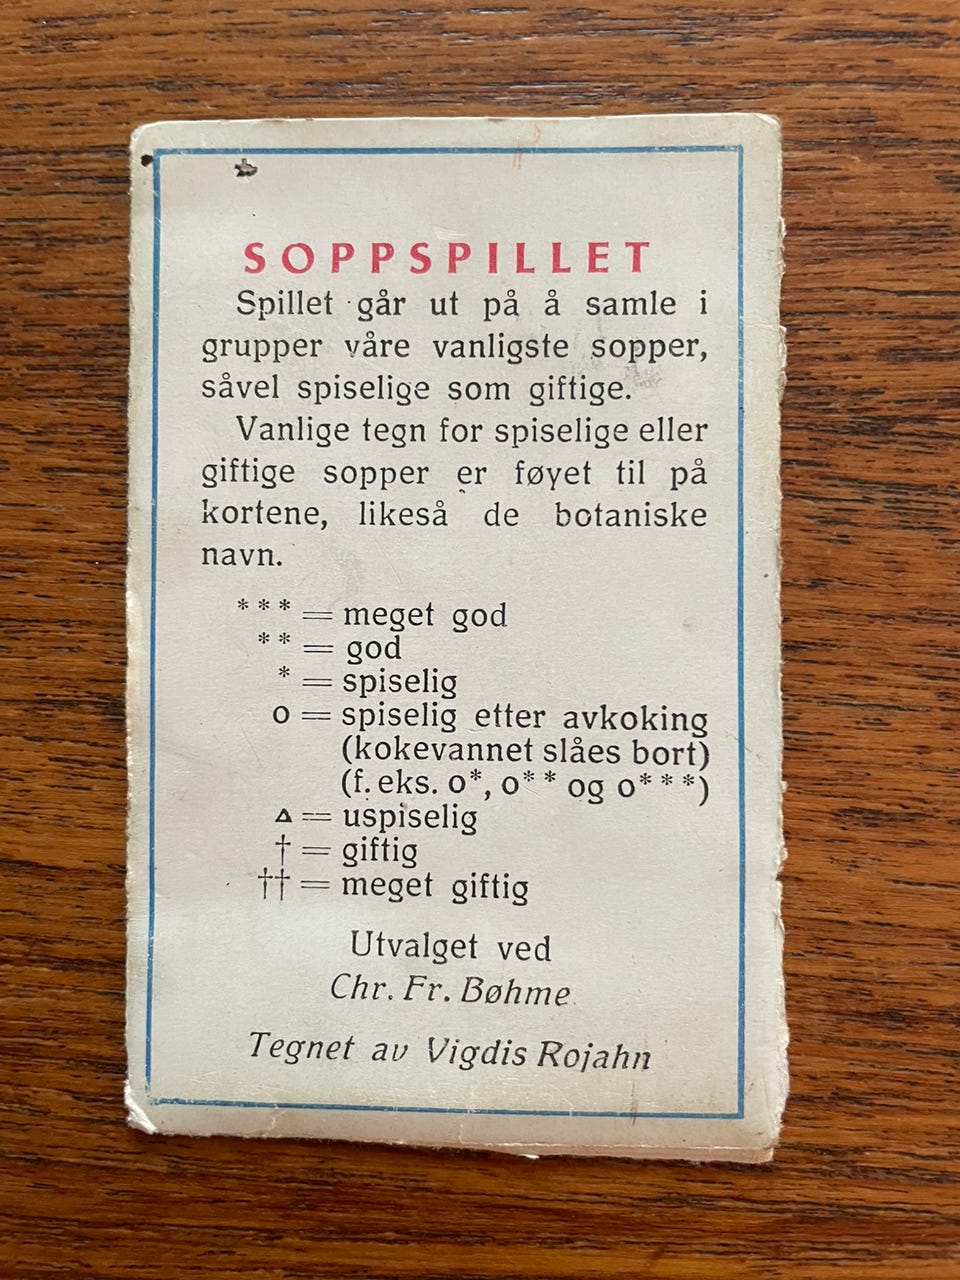 SOPPSPILLET
Spillet går ut på å samle i
grupper våre vanligste sopper,
såvel spiselige som giftige.
Vanlige tegn for spiselige eller
giftige sopper er føyet til på
kortene, likeså de botaniske
navn.
*** = meget god
** = god
* = spiselig
o = spiselig etter avkoking
(kokevannet slåes bort)
(f. eks. o*, o** og o***)
▵ = uspiselig
† = giftig
†† = meget giftig
Utvalget ved
Chr. Fr. Bøhme
Tegnet av Vigdis Rojahn